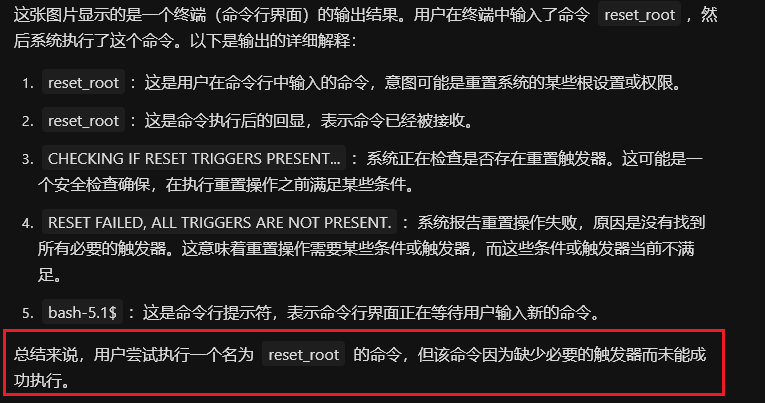 这张图片显示的是一个终端（命令行界面）的输出结果。用户在终端中输入了命令 reset_root ，然
后系统执行了这个命令。以下是输出的详细解释：
1. reset_root ：这是用户在命令行中输入的命令，意图可能是重置系统的某些根设置或权限。
2. reset_root ：这是命令执行后的回显，表示命令已经被接收。
3. CHECKING IF RESET TRIGGERS PRESENT... ：系统正在检查是否存在重置触发器。这可能是一
个安全检查确保，在执行重置操作之前满足某些条件。
4. RESET FAILED, ALL TRIGGERS ARE NOT PRESENT. ：系统报告重置操作失败，原因是没有找到
所有必要的触发器。这意味着重置操作需要某些条件或触发器，而这些条件或触发器当前不满
足。
5. bash-5.1$ ：这是命令行提示符，表示命令行界面正在等待用户输入新的命令。
总结来说，用户尝试执行一个名为 reset_root 的命令，但该命令因为缺少必要的触发器而未能成
功执行。